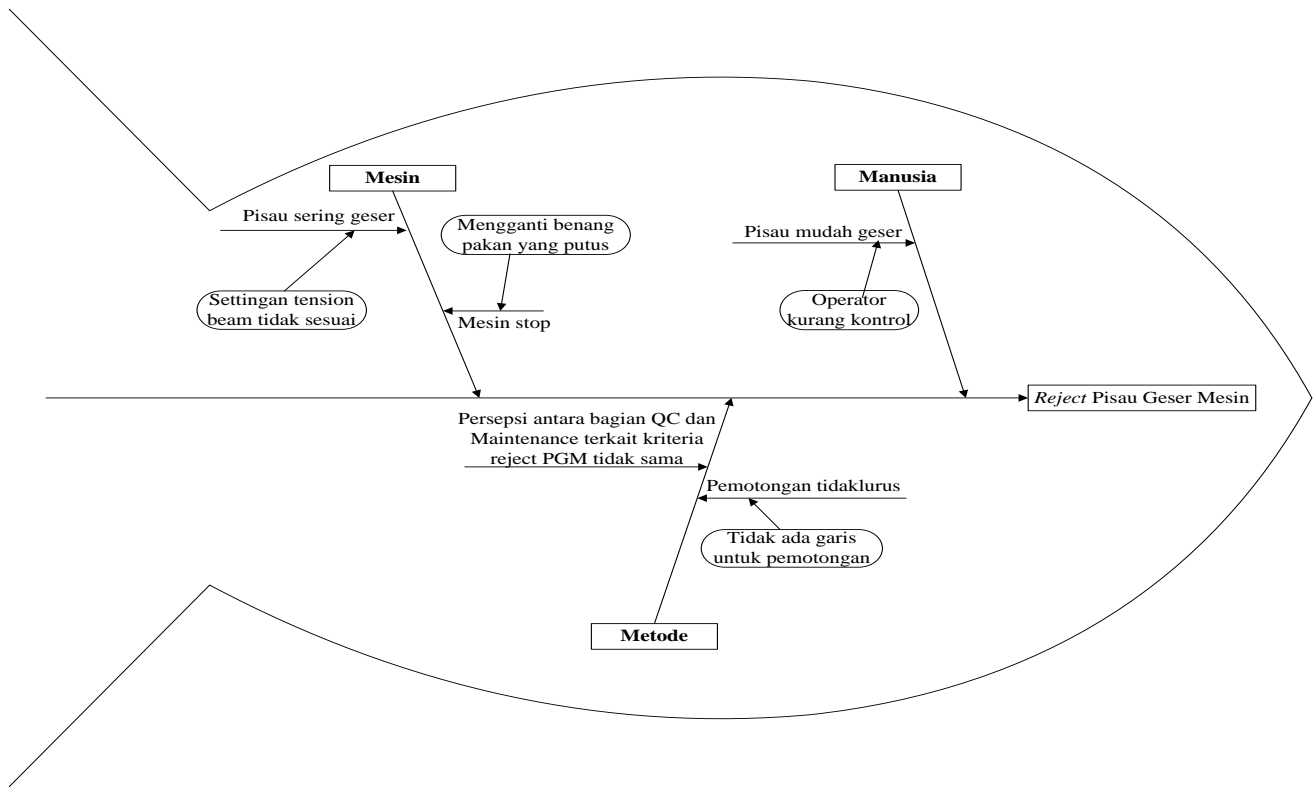 Mesin
Manusia
Pisau sering geser
Mengganti benang
pakan yang putus
Pisau mudah geser
Settingan tension
beam tidak sesuai
Mesin stop
Operator
kurang kontrol
Reject Pisau Geser Mesin
Persepsi antara bagian QC dan
Maintenance terkait kriteria
reject PGM tidak sama
Pemotongan tidaklurus
Tidak ada garis
untuk pemotongan
Metode